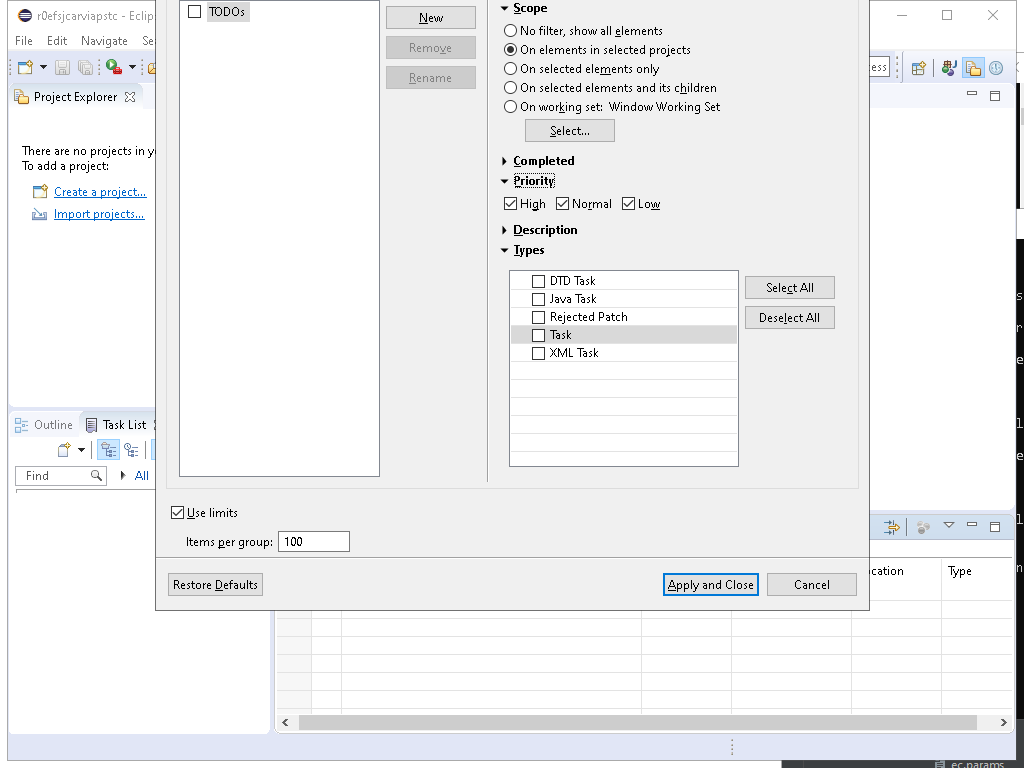 r0efsjcarviapstc - Eclip
File Edit Navigate Se
ess
Project Explorer
There are no projects in y
To add a project:
Create a project...
Import projects...
Outline Task List
Find All
TODOs
New
Remove
Rename
Scope
No filter, show all elements
On elements in selected projects
On selected elements only
On selected elements and its children
On working set: Window Working Set
Select...
Completed
Priority
High Normal Low
Description
Types
DTD Task
Java Task
Rejected Patch
Task
XML Task
Select All
Deselect All
Use limits
Items per group: 100
Restore Defaults Apply and Close Cancel
cation Type
ec.params